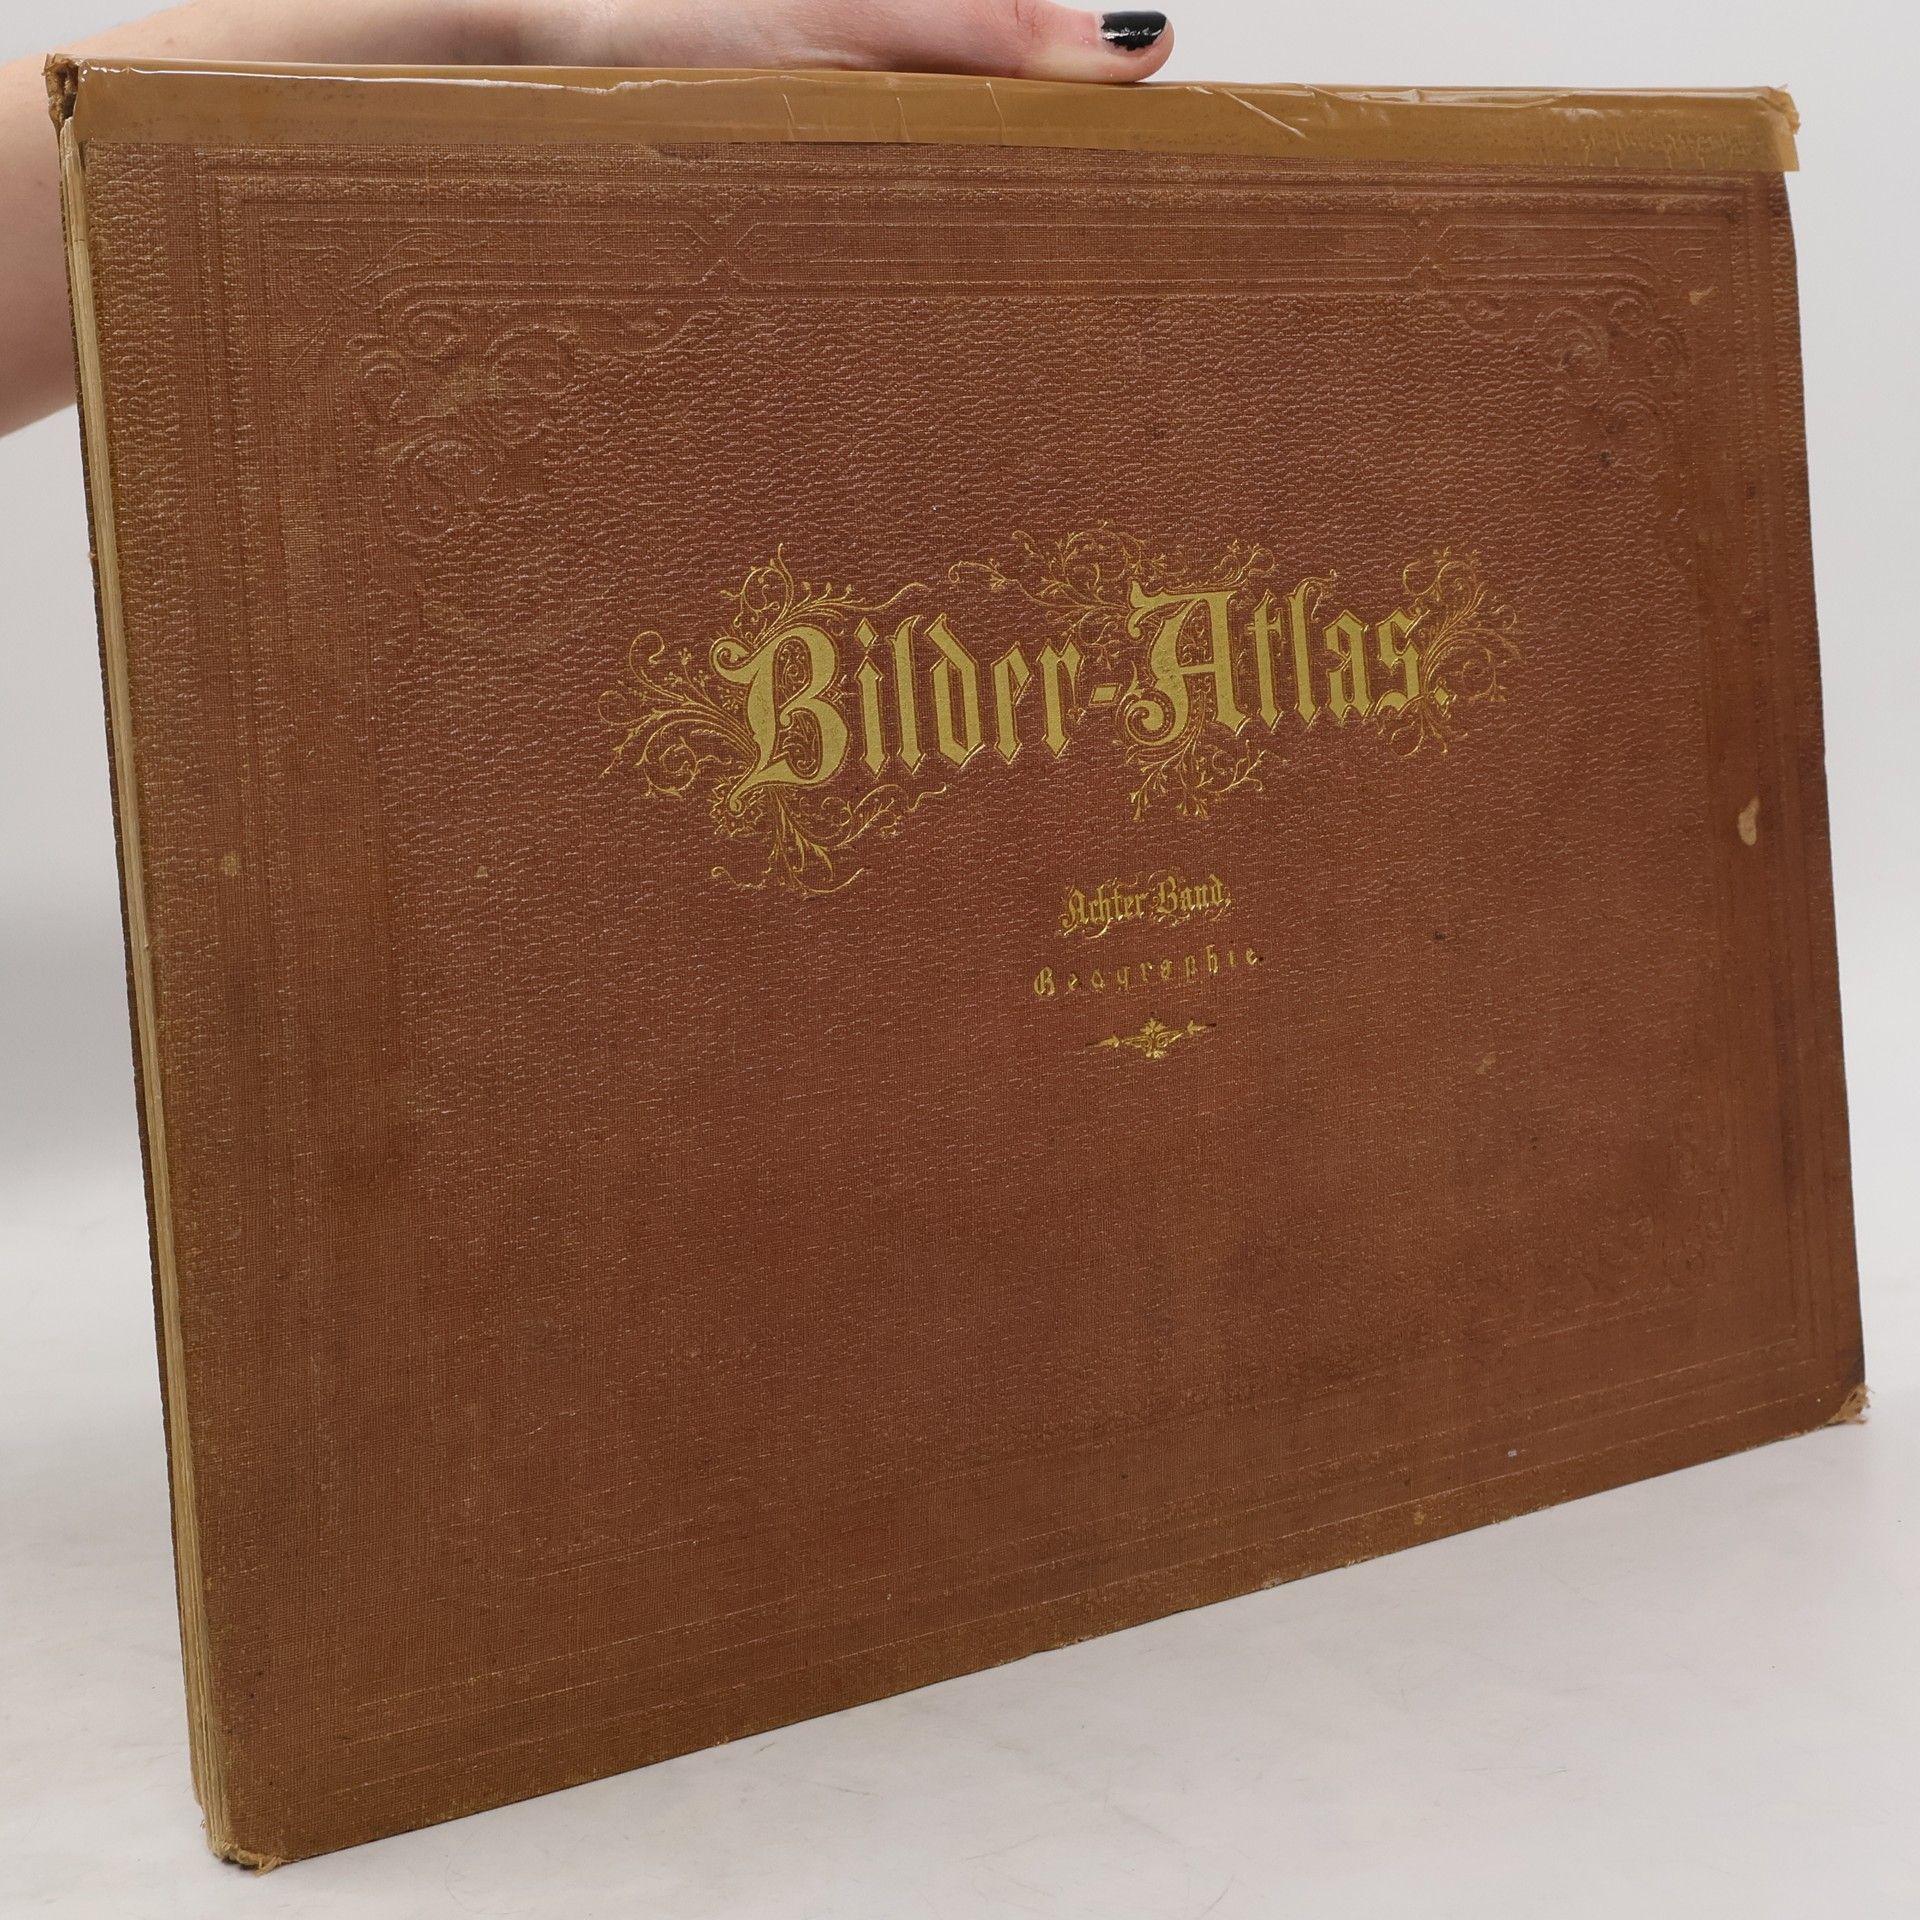 Bilder-Atlas.
Achter Band.
Geographie.